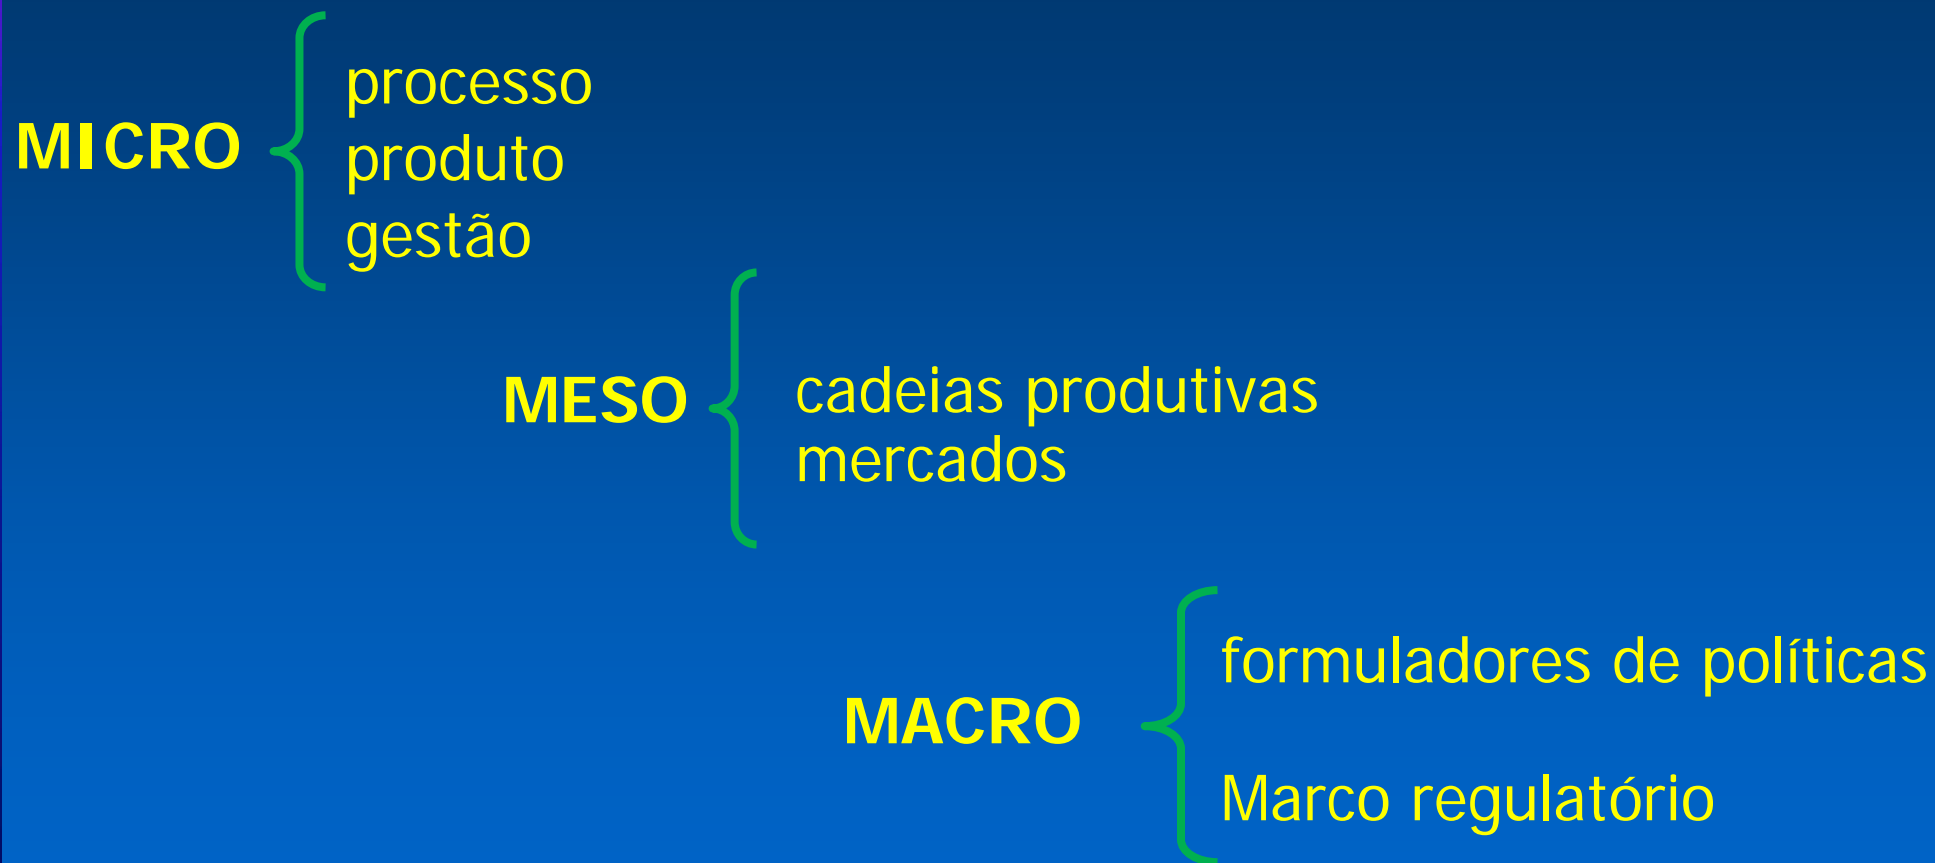 MICRO
processo
produto
gestão
MESO
cadeias produtivas
mercados
MACRO
formuladores de políticas
Marco regulatório